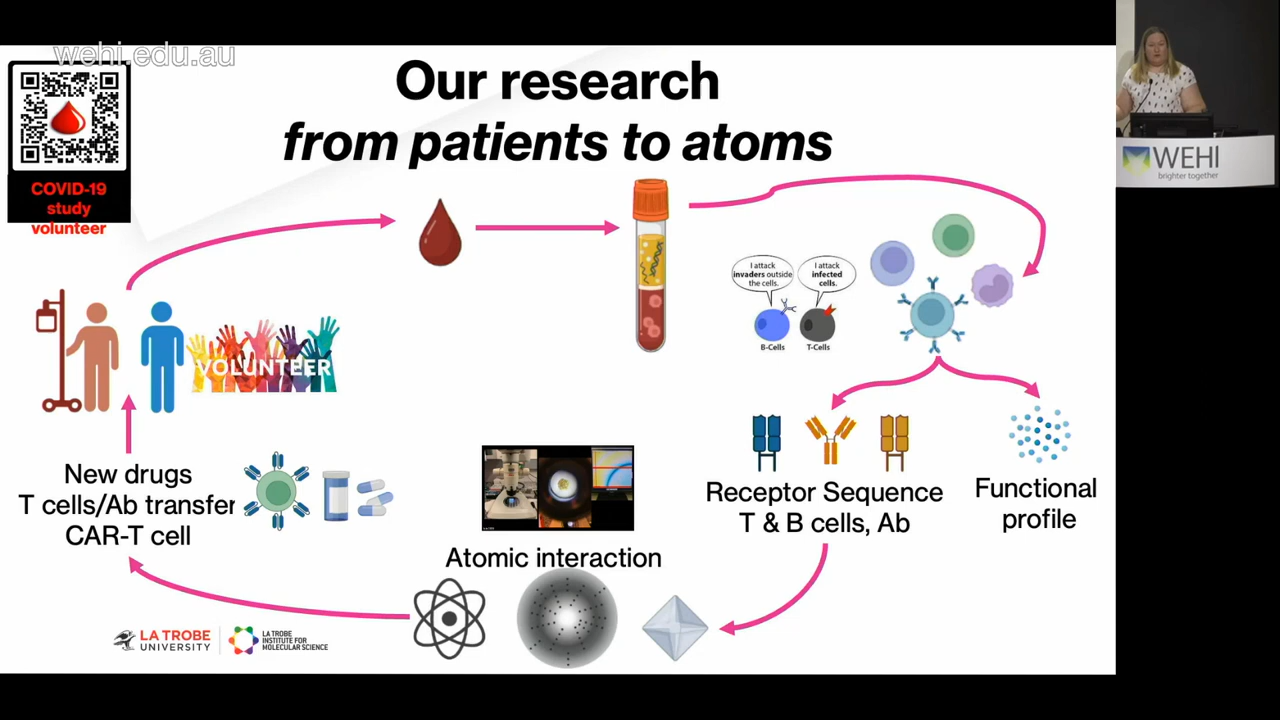 wehi.edu.au
Our research
from patients to atoms
COVID-19
study
volunteer
WEHI
brighter together
I attack
invaders outside
the cells.
I attack
infected
cells.
B-Cells
T-Cells
VOLUNTEER
New drugs
T cells/Ab transfer
CAR-T cell
Receptor Sequence
T & B cells, Ab
Functional
profile
Atomic interaction
LA TROBE
UNIVERSITY
LA TROBE
INSTITUTE FOR
MOLECULAR SCIENCE